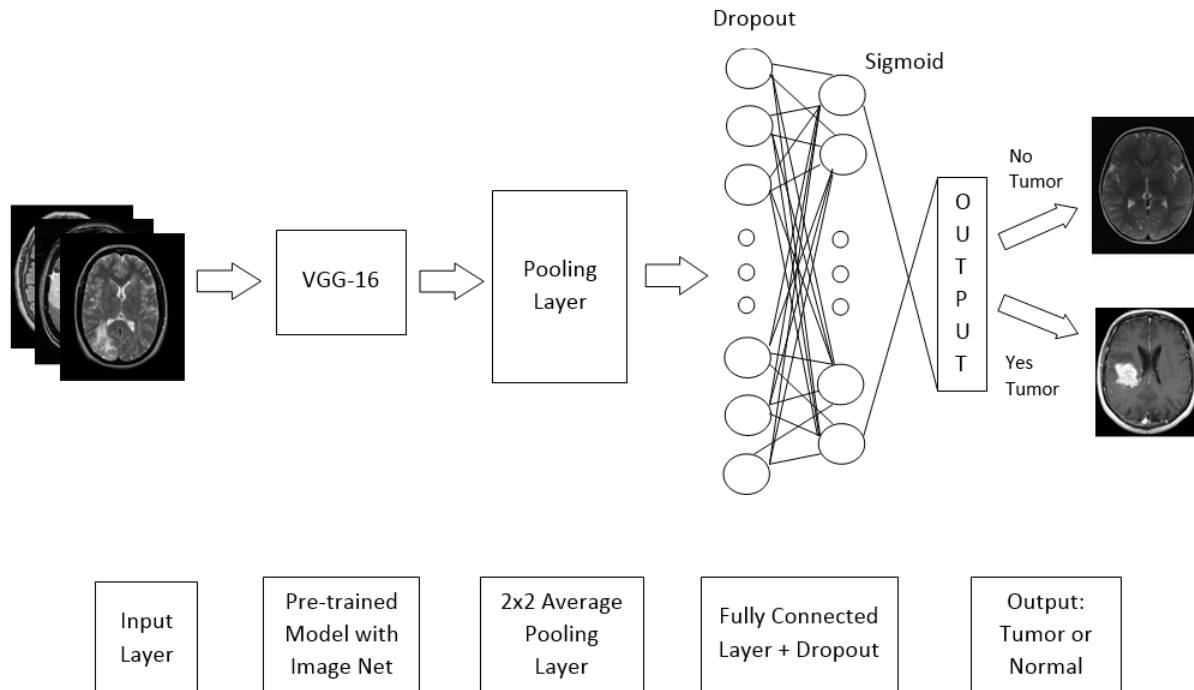 Dropout
Sigmoid
VGG-16
Pooling
Layer
O
U
T
P
U
T
No
Tumor
Yes
Tumor
Input
Layer
Pre-trained
Model with
Image Net
2x2 Average
Pooling
Layer
Fully Connected
Layer + Dropout
Output:
Tumor or
Normal